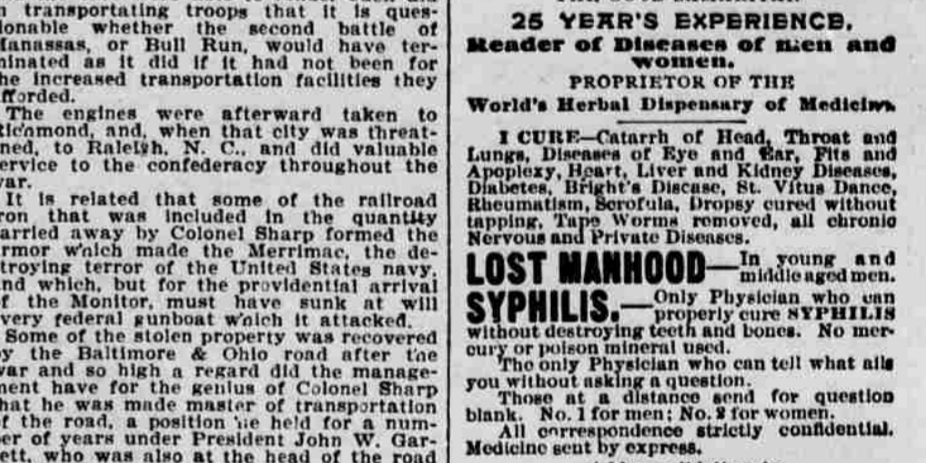 n transportating troops that it is ques-
ionable whether the second battle of
Manassas, or Bull Run, would have ter-
minated as it did if it had not been for
he increased transportation facilities they
fforded.
The engines were afterward taken to
Richmond, and, when that city was threat-
ned, to Raleigh, N. C., and did valuable
ervice to the confederacy throughout the
war.
It is related that some of the railroad
ron that was included in the quantity
arried away by Colonel Sharp formed the
rmor which made the Merrimac, the de-
troying terror of the United States navy,
nd which, but for the providential arrival
f the Monitor, must have sunk at will
very federal gunboat which it attacked.
Some of the stolen property was recovered
y the Baltimore & Ohio road after the
war and so high a regard did the manage-
ment have for the genius of Colonel Sharp
hat he was made master of transportation
f the road, a position he held for a num-
er of years under President John W. Gar-
ett, who was also at the head of the road
25 YEAR'S EXPERIENCE.
Reader of Diseases of men and
women.
PROPRIETOR OF THE
World's Herbal Dispensary of Medicine
I CURE—Catarrh of Head, Throat and
Lungs, Diseases of Eye and Ear, Fits and
Apoplexy, Heart, Liver and Kidney Diseases,
Diabetes, Bright's Disease, St. Vitus Dance,
Rheumatism, Scrofula, Dropsy cured without
tapping, Tape Worms removed, all chronic
Nervous and Private Diseases.
LOST MANHOOD—In young and
middle aged men.
SYPHILIS.—Only Physician who can
properly cure SYPHILIS
without destroying teeth and bones. No mer-
cury or poison mineral used.
The only Physician who can tell what ails
you without asking a question.
Those at a distance send for question
blank. No. 1 for men; No. 2 for women.
All correspondence strictly confidential.
Medicine sent by express.